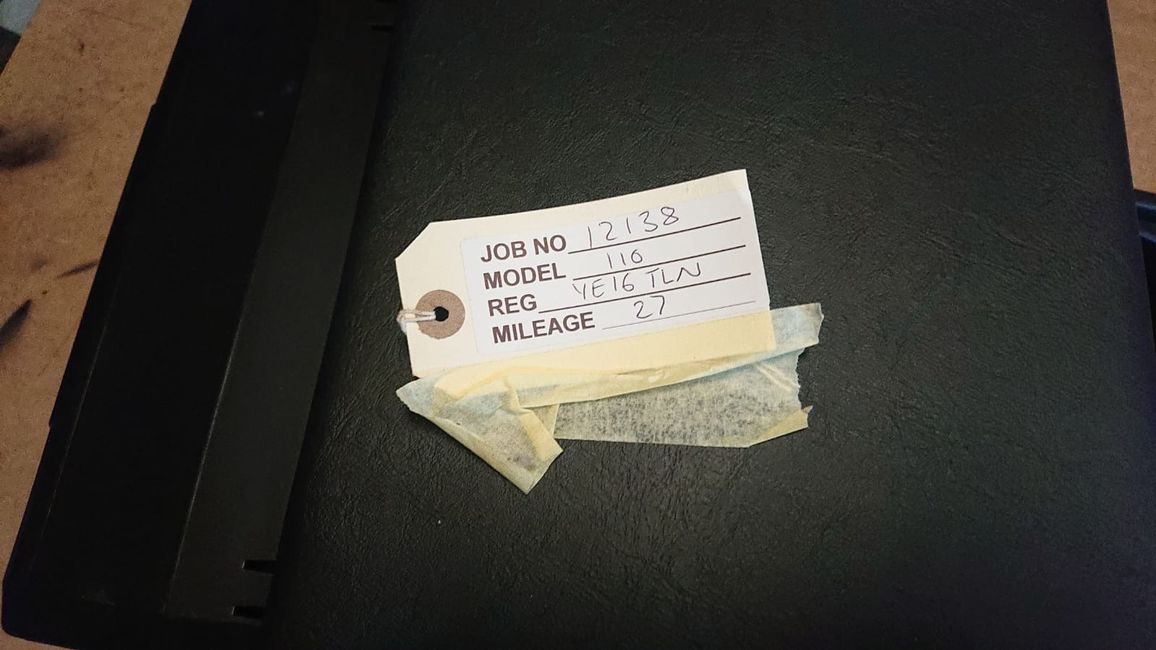 JOB NO 12138
MODEL 110
REG YE16 TLN
MILEAGE 27